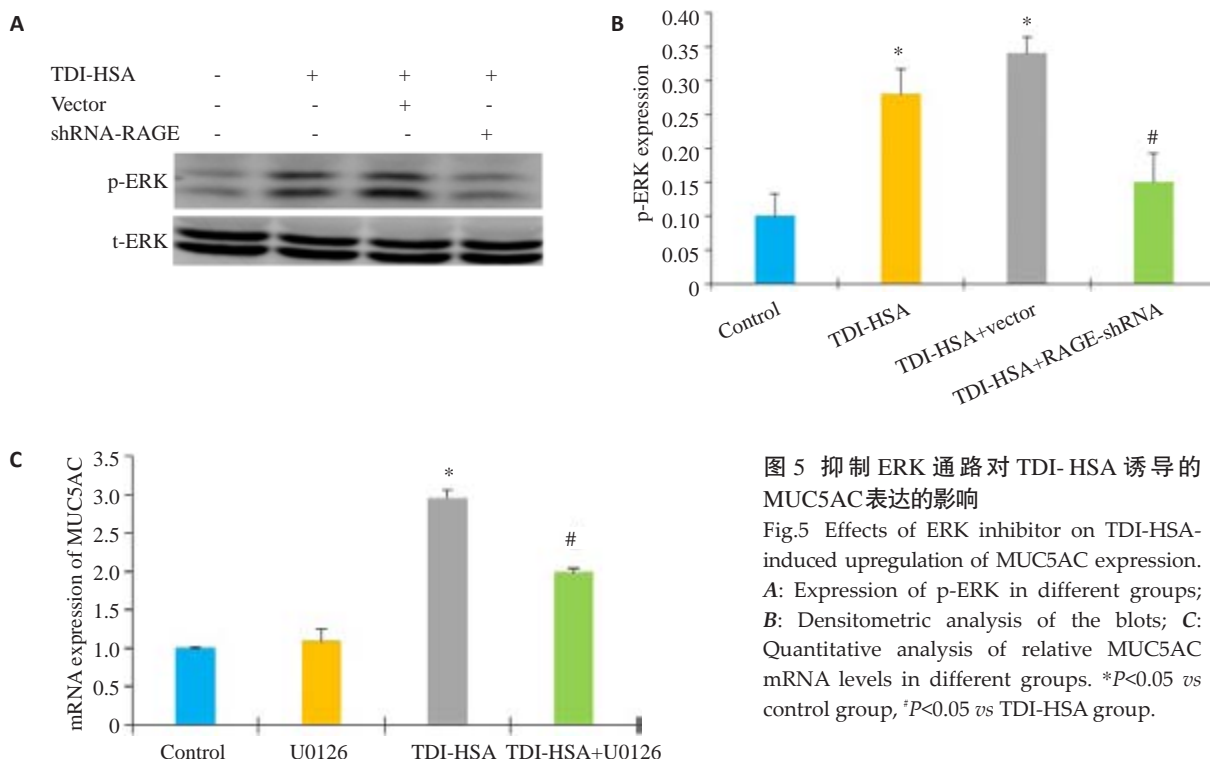 A
TDI-HSA - + + +
Vector - - + -
shRNA-RAGE - - - +
p-ERK
t-ERK
B
p-ERK expression
0.40
0.35
0.30
0.25
0.20
0.15
0.10
0.05
0
* * #
Control TDI-HSA TDI-HSA+vector TDI-HSA+RAGE-shRNA
C
mRNA expression of MUC5AC
3.5
3.0
2.5
2.0
1.5
1.0
0.5
0
* #
Control U0126 TDI-HSA TDI-HSA+U0126
图 5 抑制 ERK 通路对 TDI- HSA 诱导的
MUC5AC表达的影响
Fig.5 Effects of ERK inhibitor on TDI-HSA-
induced upregulation of MUC5AC expression.
A: Expression of p-ERK in different groups;
B: Densitometric analysis of the blots; C:
Quantitative analysis of relative MUC5AC
mRNA levels in different groups. *P<0.05 vs
control group, #P<0.05 vs TDI-HSA group.